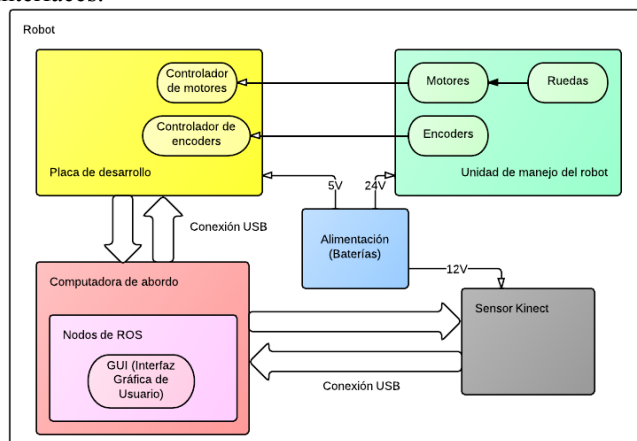 interfaces.
Robot
Controlador
de motores
Motores
Ruedas
Controlador de
encoders
Encoders
Placa de desarrollo
Unidad de manejo del robot
5V
24V
Conexión USB
Alimentación
(Baterías)
12V
Computadora de abordo
Sensor Kinect
Nodos de ROS
GUI (Interfaz
Gráfica de
Usuario)
Conexión USB